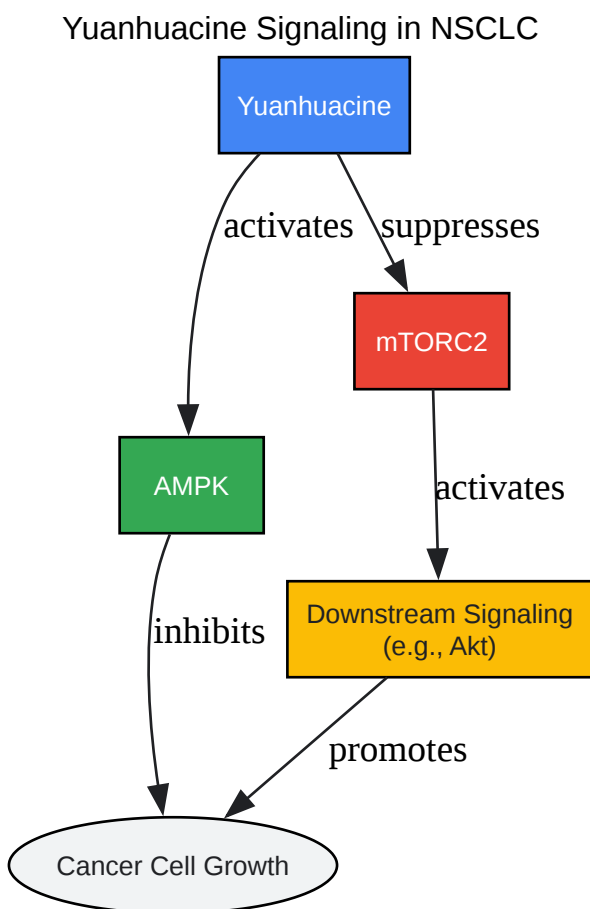 Yuanhuacine Signaling in NSCLC
Yuanhuacine
activates
suppresses
mTORC2
AMPK
activates
Downstream Signaling
(e.g., Akt)
inhibits
promotes
Cancer Cell Growth